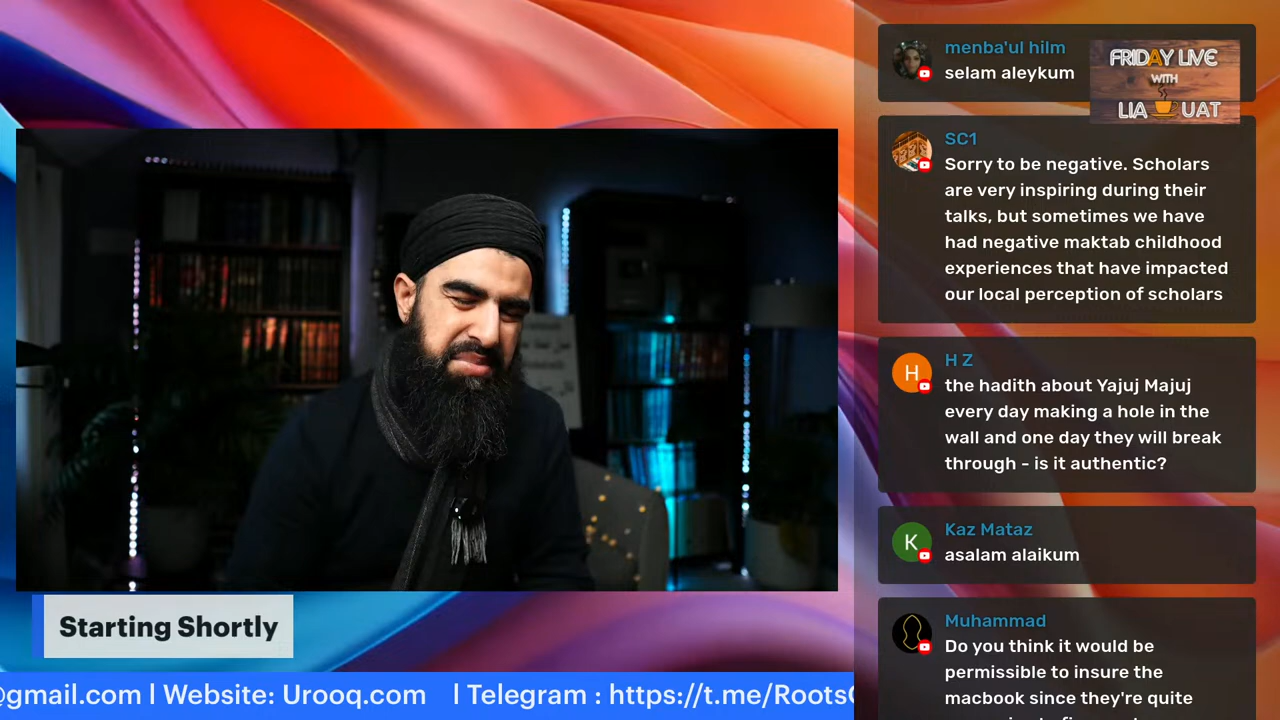 menba'ul hilm
selam aleykum
FRIDAY LIVE
WITH
LIA UAT
SC1
Sorry to be negative. Scholars
are very inspiring during their
talks, but sometimes we have
had negative maktab childhood
experiences that have impacted
our local perception of scholars
H
H Z
the hadith about Yajuj Majuj
every day making a hole in the
wall and one day they will break
through - is it authentic?
K
Kaz Mataz
asalam alaikum
Muhammad
Do you think it would be
permissible to insure the
macbook since they're quite
Starting Shortly
@gmail.com | Website: Urooq.com | Telegram : https://t.me/Roots